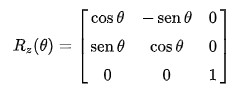 R_z(θ) = [ cos θ  − sen θ  0
sen θ  cos θ  0
0  0  1 ]